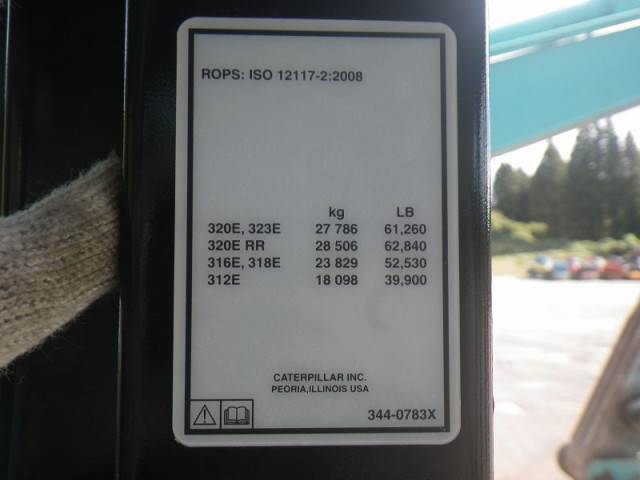 ROPS: ISO 12117-2:2008
kg LB
320E, 323E 27 786 61,260
320E RR 28 506 62,840
316E, 318E 23 829 52,530
312E 18 098 39,900
CATERPILLAR INC.
PEORIA,ILLINOIS USA
344-0783X